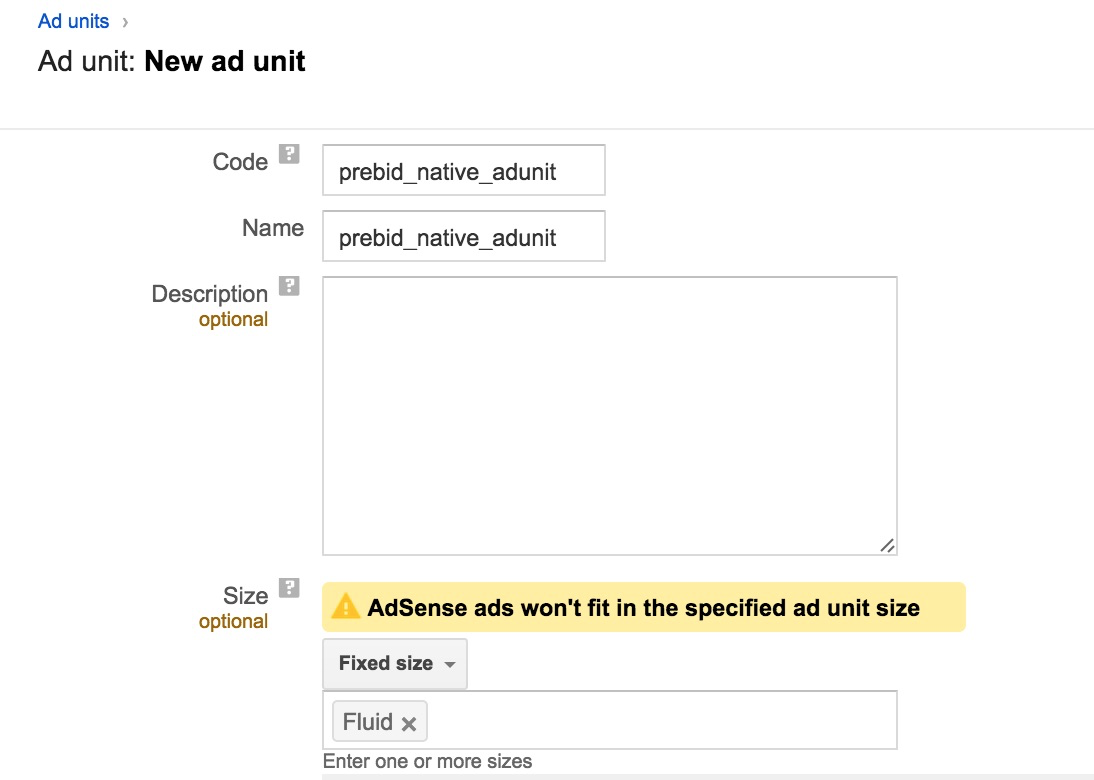 Ad units ›
Ad unit: New ad unit
Code ?
prebid_native_adunit
Name
prebid_native_adunit
Description ?
optional
Size ?
optional
AdSense ads won't fit in the specified ad unit size
Fixed size
Fluid ×
Enter one or more sizes